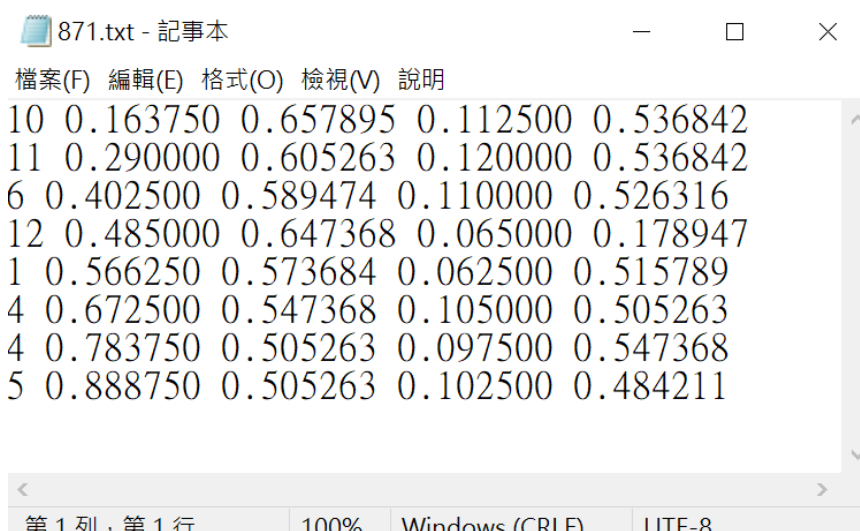 871.txt - 記事本
檔案(F) 編輯(E) 格式(O) 檢視(V) 說明
10 0.163750 0.657895 0.112500 0.536842
11 0.290000 0.605263 0.120000 0.536842
6 0.402500 0.589474 0.110000 0.526316
12 0.485000 0.647368 0.065000 0.178947
1 0.566250 0.573684 0.062500 0.515789
4 0.672500 0.547368 0.105000 0.505263
4 0.783750 0.505263 0.097500 0.547368
5 0.888750 0.505263 0.102500 0.484211
第 1 列，第 1 行 100% Windows (CRLF) UTF-8